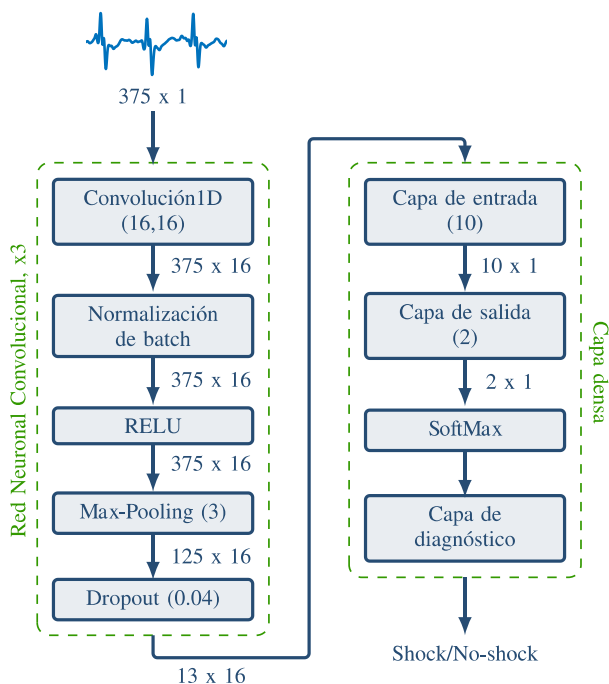 375 x 1
Red Neuronal Convolucional, x3
Convolución1D
(16,16)
375 x 16
Normalización
de batch
375 x 16
RELU
375 x 16
Max-Pooling (3)
125 x 16
Dropout (0.04)
13 x 16
Capa de entrada
(10)
10 x 1
Capa de salida
(2)
2 x 1
SoftMax
Capa de
diagnóstico
Capa densa
Shock/No-shock